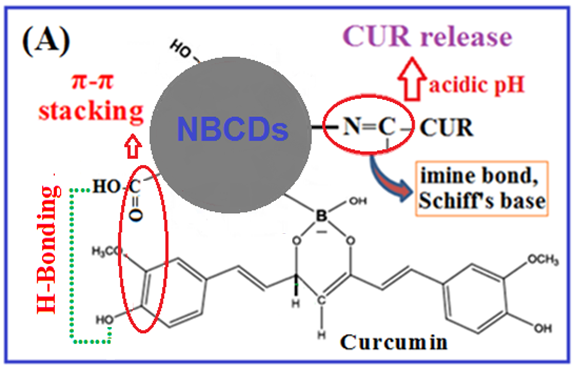 (A)
HO
CUR release
π-π
stacking
acidic pH
NBCDs
N=C-CUR
imine bond,
Schiff's base
HO
C
O
H-Bonding
B
OH
O
O
H₃CO
H
H
OCH₃
HO
OH
Curcumin